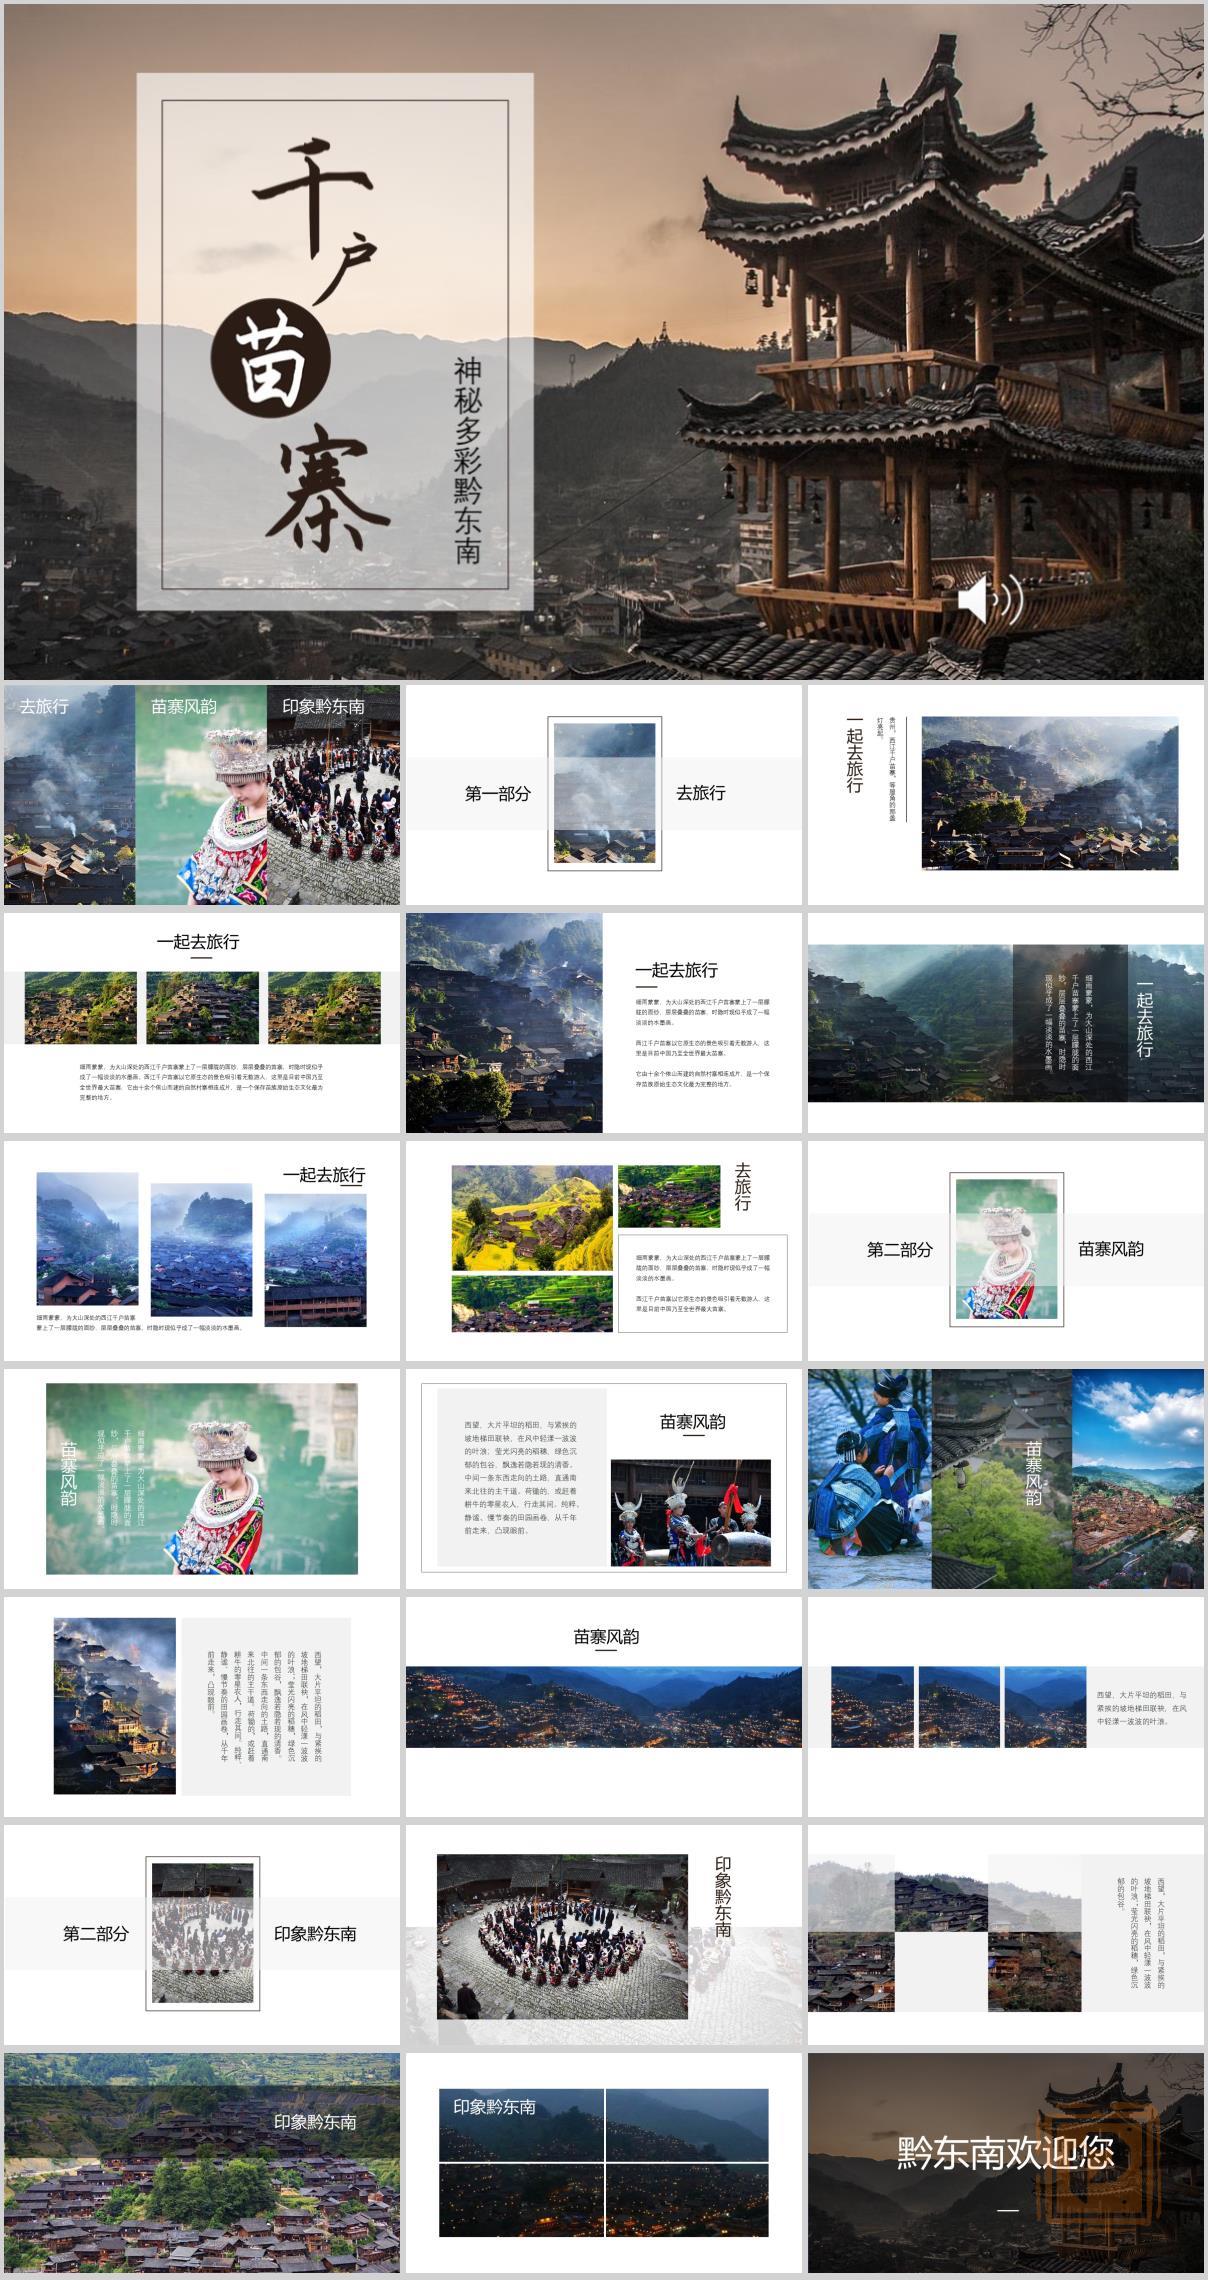 千户苗寨
神秘多彩黔东南
去旅行
苗寨风韵
印象黔东南
第一部分
去旅行
一起去旅行
贵州，西江千户苗寨，等屋角的那盏
灯亮起。
一起去旅行
细雨蒙蒙，为大山深处的西江千户苗寨蒙上了一层朦胧的面纱，层层叠叠的苗寨，时隐时现似乎
成了一幅淡淡的水墨画。西江千户苗寨以它原生态的景色吸引着无数游人，这里是目前中国乃至
全世界最大苗寨，它由十余个依山而建的自然村寨相连成片，是一个保存苗族原始生态文化最为
完整的地方。
一起去旅行
细雨蒙蒙，为大山深处的西江千户苗寨蒙上了一层朦
胧的面纱，层层叠叠的苗寨，时隐时现似乎成了一幅
淡淡的水墨画。
西江千户苗寨以它原生态的景色吸引着无数游人，这
里是目前中国乃至全世界最大苗寨。
它由十余个依山而建的自然村寨相连成片，是一个保
存苗族原始生态文化最为完整的地方。
一起去旅行
细雨蒙蒙，为大山深处的西江
千户苗寨蒙上了一层朦胧的面
纱，层层叠叠的苗寨，时隐时
现似乎成了一幅淡淡的水墨画。
一起去旅行
细雨蒙蒙，为大山深处的西江千户苗寨
蒙上了一层朦胧的面纱，层层叠叠的苗寨，时隐时现似乎成了一幅淡淡的水墨画。
去旅行
细雨蒙蒙，为大山深处的西江千户苗寨蒙上了一层朦
胧的面纱，层层叠叠的苗寨，时隐时现似乎成了一幅
淡淡的水墨画。
西江千户苗寨以它原生态的景色吸引着无数游人，这
里是目前中国乃至全世界最大苗寨。
第二部分
苗寨风韵
苗寨风韵
细雨蒙蒙，为大山深处的西江
千户苗寨蒙上了一层朦胧的面
纱，层层叠叠的苗寨，时隐时
现似乎成了一幅淡淡的水墨画
苗寨风韵
西望，大片平坦的稻田，与紧挨的
坡地梯田联袂，在风中轻漾一波波
的叶浪；莹光闪亮的稻穗，绿色沉
郁的包谷，飘逸若隐若现的清香。
中间一条东西走向的土路，直通南
来北往的主干道。荷锄的，或赶着
耕牛的零星农人，行走其间。纯粹、
静谧、慢节奏的田园画卷，从千年
前走来，凸现眼前。
苗寨风韵
西望，大片平坦的稻田，与紧挨的
坡地梯田联袂，在风中轻漾一波波
的叶浪；莹光闪亮的稻穗，绿色沉
郁的包谷，飘逸若隐若现的清香。
中间一条东西走向的土路，直通南
来北往的主干道。荷锄的，或赶着
耕牛的零星农人，行走其间。纯粹、
静谧、慢节奏的田园画卷，从千年
前走来，凸现眼前。
苗寨风韵
西望，大片平坦的稻田，与
紧挨的坡地梯田联袂，在风
中轻漾一波波的叶浪。
第二部分
印象黔东南
印象黔东南
西望，大片平坦的稻田，与紧挨的
坡地梯田联袂，在风中轻漾一波波
的叶浪；莹光闪亮的稻穗，绿色沉
郁的包谷。
印象黔东南
印象黔东南
黔东南欢迎您